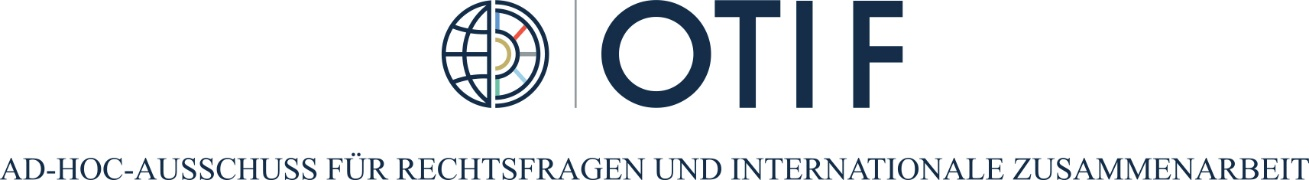 OTIF
AD-HOC-AUSSCHUSS FÜR RECHTSFRAGEN UND INTERNATIONALE ZUSAMMENARBEIT